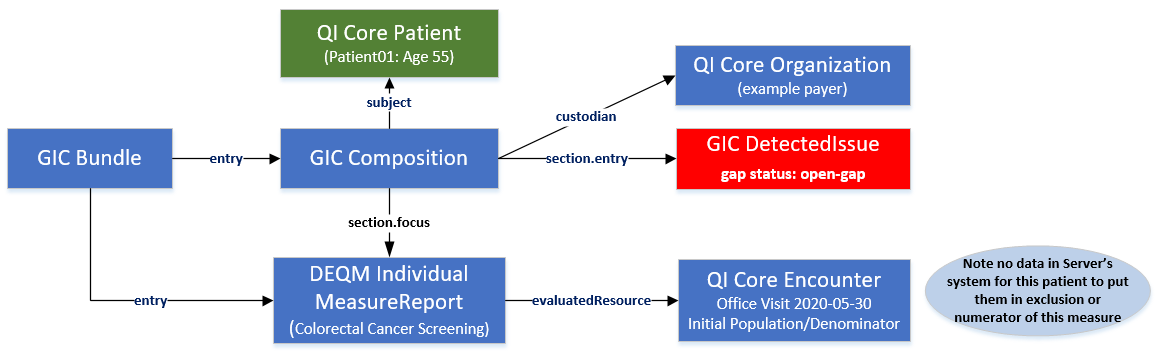 QI Core Patient
(Patient01: Age 55)
QI Core Organization
(example payer)
subject
custodian
GIC Bundle
entry
GIC Composition
section.entry
GIC DetectedIssue
gap status: open-gap
section.focus
entry
DEQM Individual
MeasureReport
(Colorectal Cancer Screening)
evaluatedResource
QI Core Encounter
Office Visit 2020-05-30
Initial Population/Denominator
Note no data in Server's
system for this patient to put
them in exclusion or
numerator of this measure